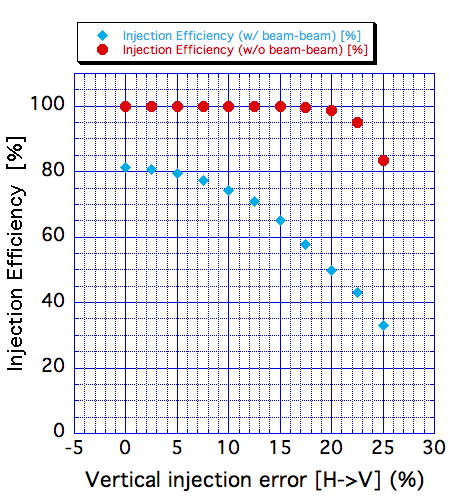 Injection Efficiency (w/ beam-beam) [%]
Injection Efficiency (w/o beam-beam) [%]
Injection Efficiency [%]
100
80
60
40
20
0
-5 0 5 10 15 20 25 30
Vertical injection error [H->V] (%)